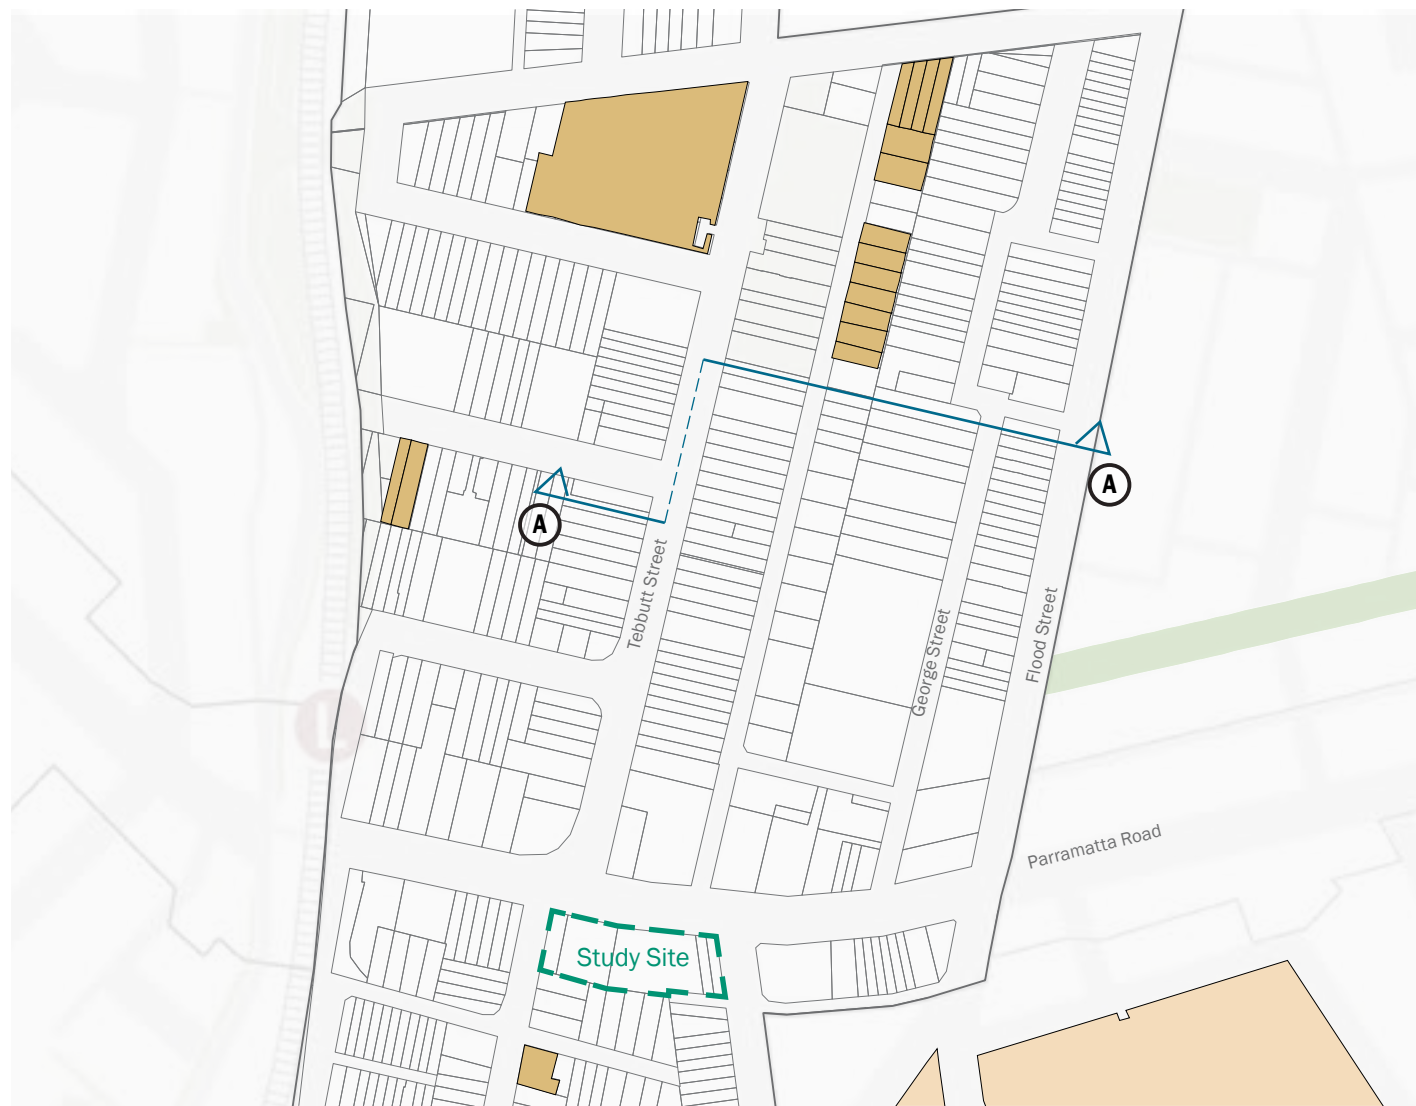 A
A
Tebbutt Street
George Street
Flood Street
L
Parramatta Road
Study Site